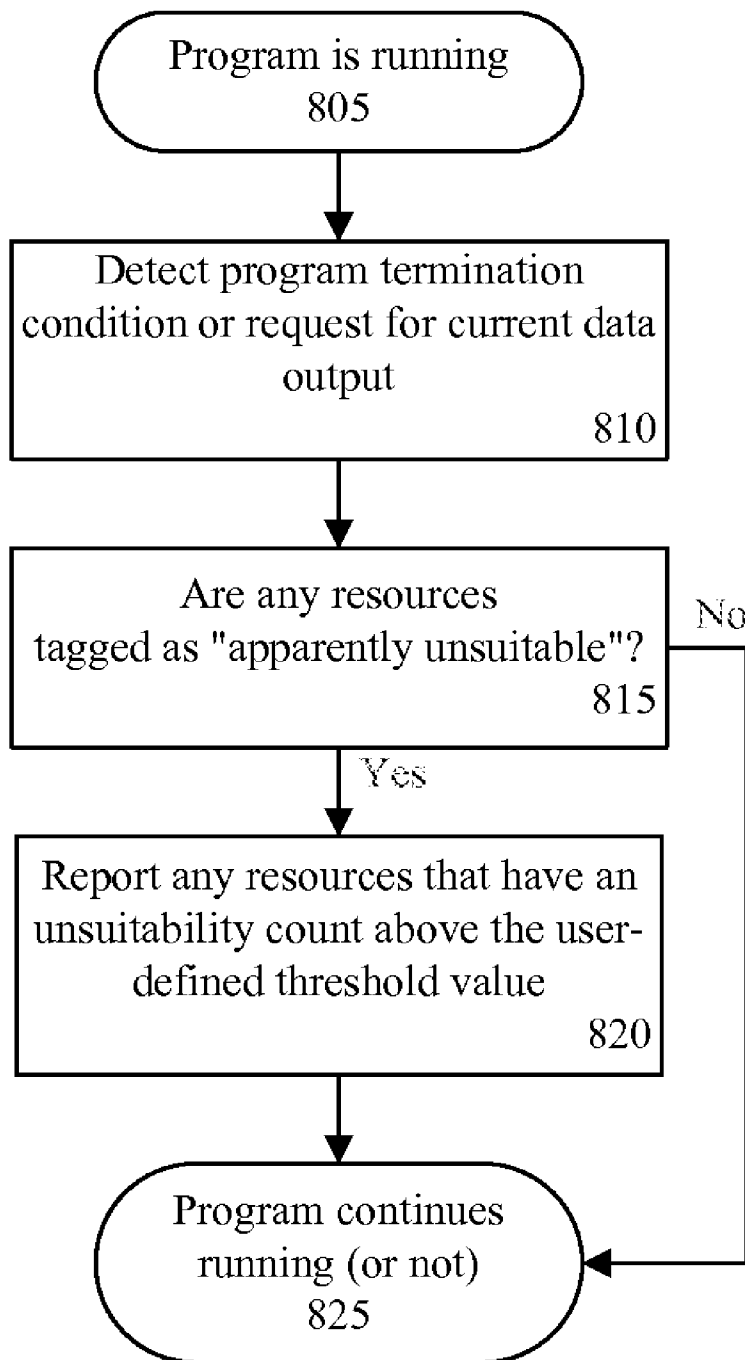 Program is running
805
Detect program termination
condition or request for current data
output
810
Are any resources
tagged as "apparently unsuitable"?
815
No
Yes
Report any resources that have an
unsuitability count above the user-
defined threshold value
820
Program continues
running (or not)
825